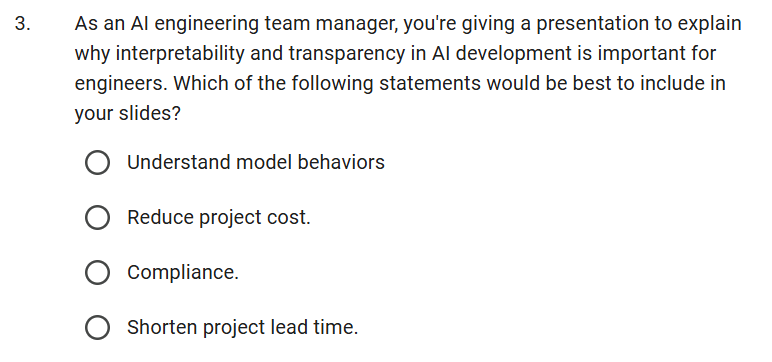 3. As an AI engineering team manager, you're giving a presentation to explain
why interpretability and transparency in AI development is important for
engineers. Which of the following statements would be best to include in
your slides?
Understand model behaviors
Reduce project cost.
Compliance.
Shorten project lead time.